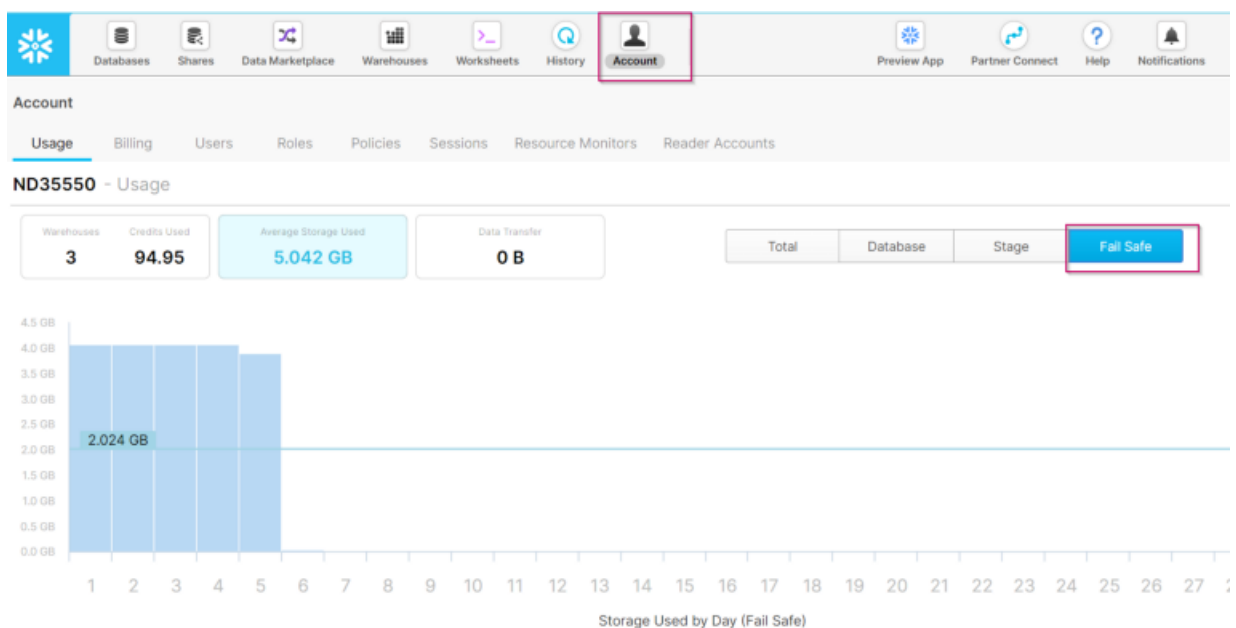 Databases Shares Data Marketplace Warehouses Worksheets History Account Preview App Partner Connect Help Notifications
Account
Usage Billing Users Roles Policies Sessions Resource Monitors Reader Accounts
ND35550 - Usage
Warehouses Credits Used Average Storage Used Data Transfer
3 94.95 5.042 GB 0 B
Total Database Stage Fail Safe
4.5 GB
4.0 GB
3.5 GB
3.0 GB
2.5 GB
2.024 GB
2.0 GB
1.5 GB
1.0 GB
0.5 GB
0.0 GB
1 2 3 4 5 6 7 8 9 10 11 12 13 14 15 16 17 18 19 20 21 22 23 24 25 26 27
Storage Used by Day (Fail Safe)